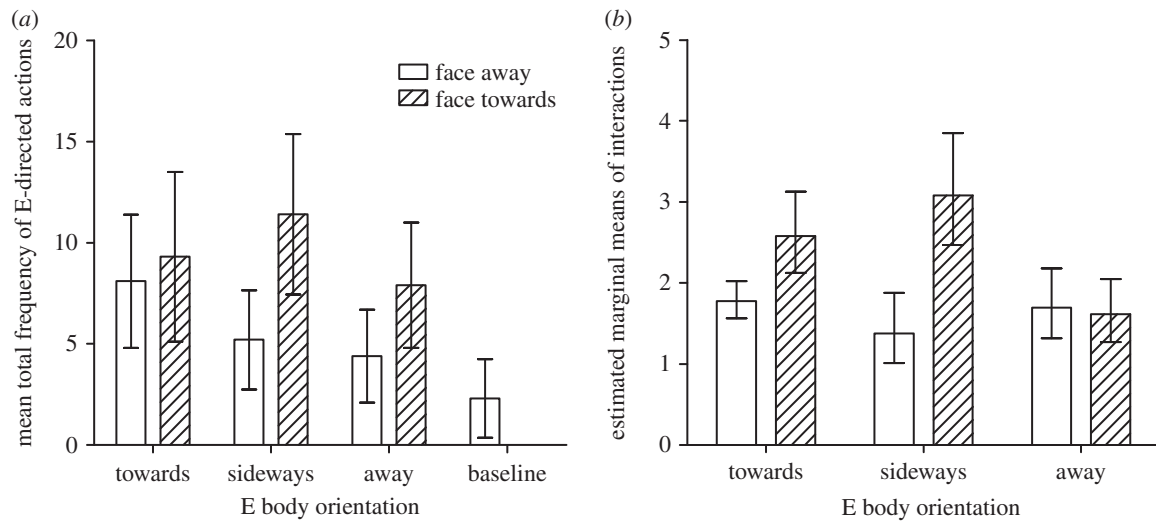 (a)
mean total frequency of E-directed actions
20
15
10
5
0
face away
face towards
towards sideways away baseline
E body orientation
(b)
estimated marginal means of interactions
5
4
3
2
1
0
towards sideways away
E body orientation